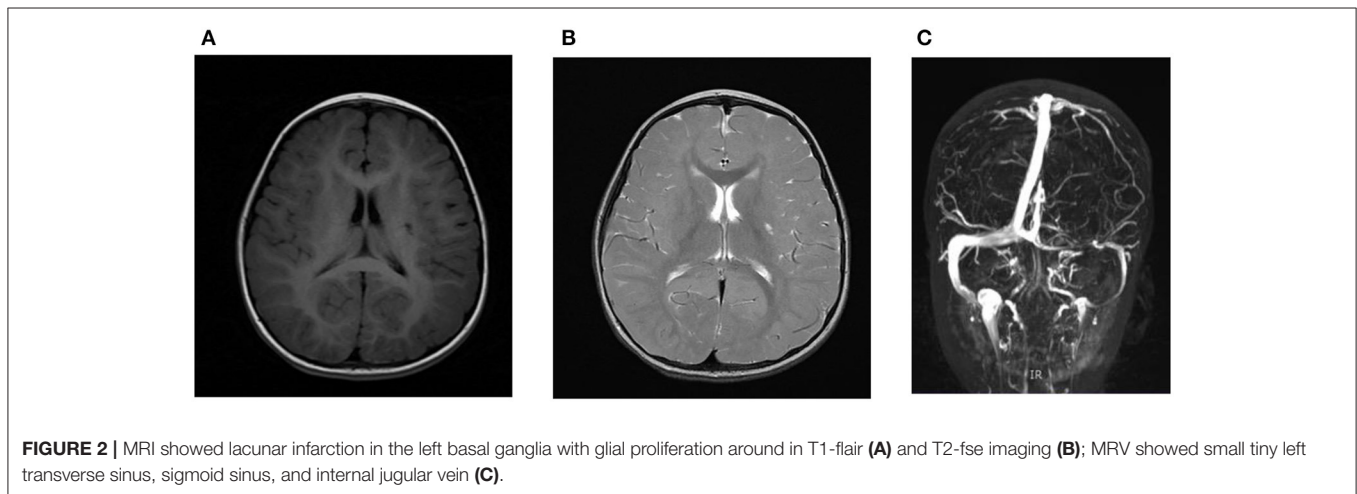 A
B
C
IR
FIGURE 2 | MRI showed lacunar infarction in the left basal ganglia with glial proliferation around in T1-flair (A) and T2-fse imaging (B); MRV showed small tiny left
transverse sinus, sigmoid sinus, and internal jugular vein (C).